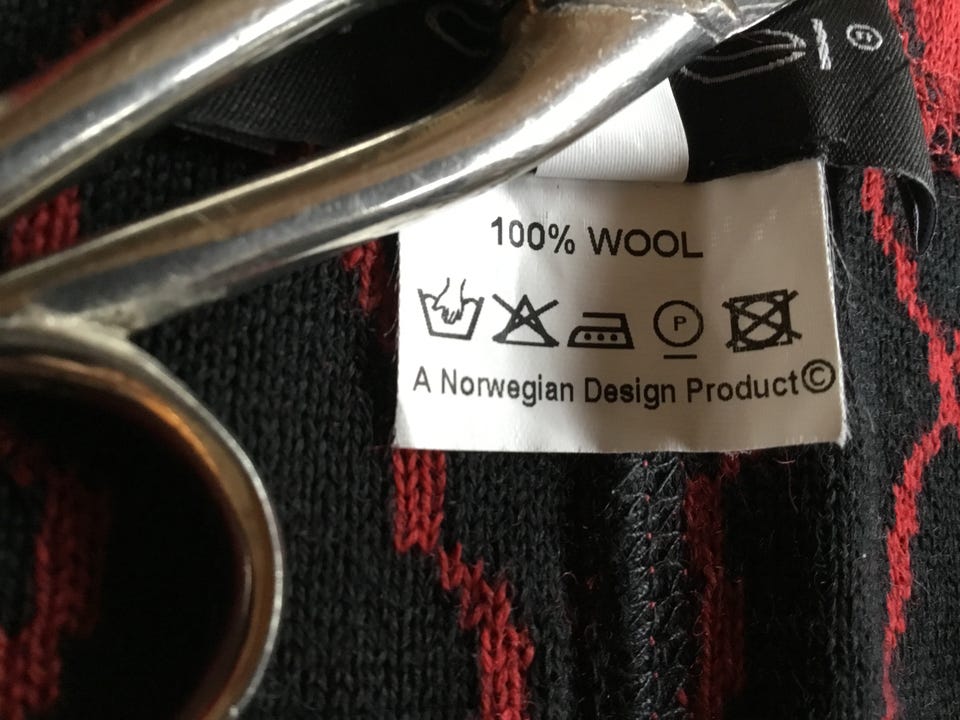 ®
100% WOOL
P
A Norwegian Design Product©